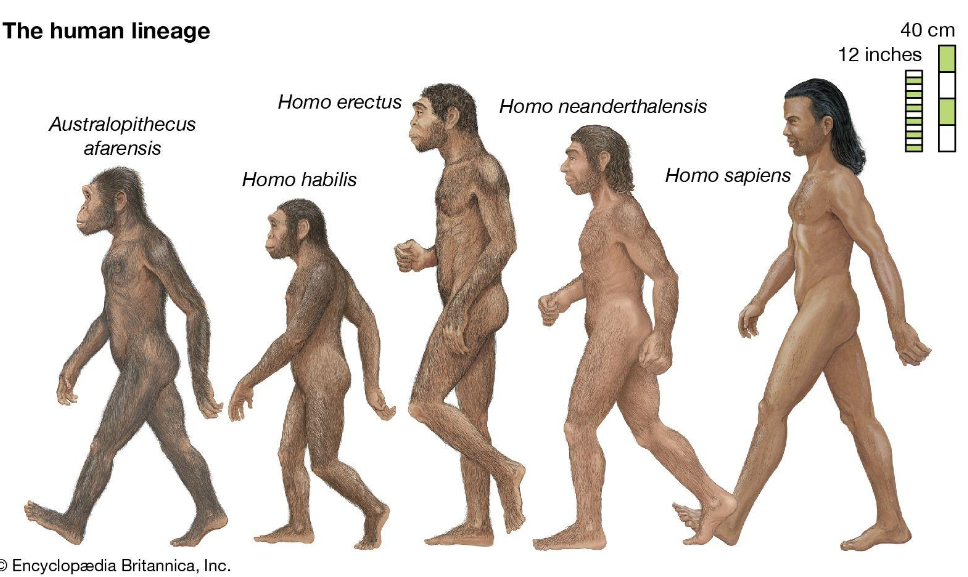 The human lineage
40 cm
12 inches
Homo erectus
Homo neanderthalensis
Australopithecus
afarensis
Homo habilis
Homo sapiens
© Encyclopædia Britannica, Inc.